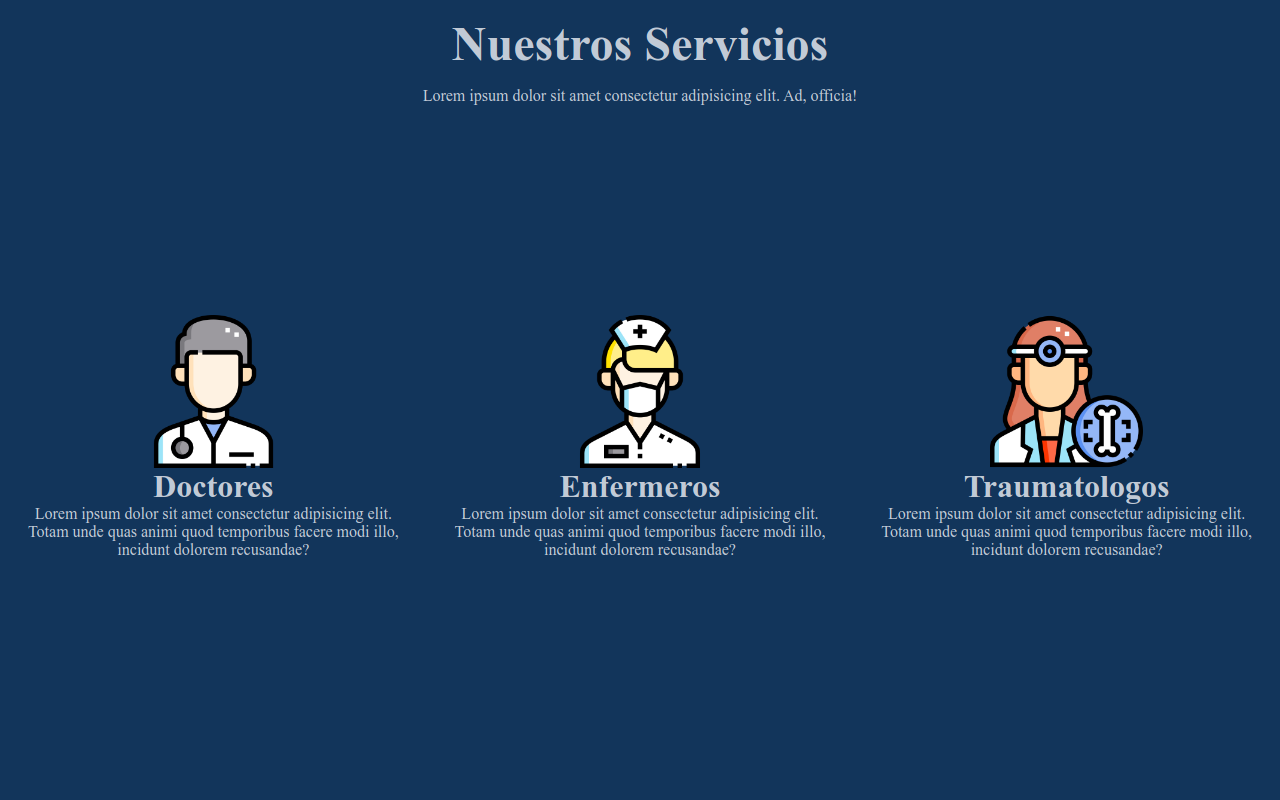 Nuestros Servicios
Lorem ipsum dolor sit amet consectetur adipisicing elit. Ad, officia!
Doctores
Lorem ipsum dolor sit amet consectetur adipisicing elit.
Totam unde quas animi quod temporibus facere modi illo,
incidunt dolorem recusandae?
Enfermeros
Lorem ipsum dolor sit amet consectetur adipisicing elit.
Totam unde quas animi quod temporibus facere modi illo,
incidunt dolorem recusandae?
Traumatologos
Lorem ipsum dolor sit amet consectetur adipisicing elit.
Totam unde quas animi quod temporibus facere modi illo,
incidunt dolorem recusandae?